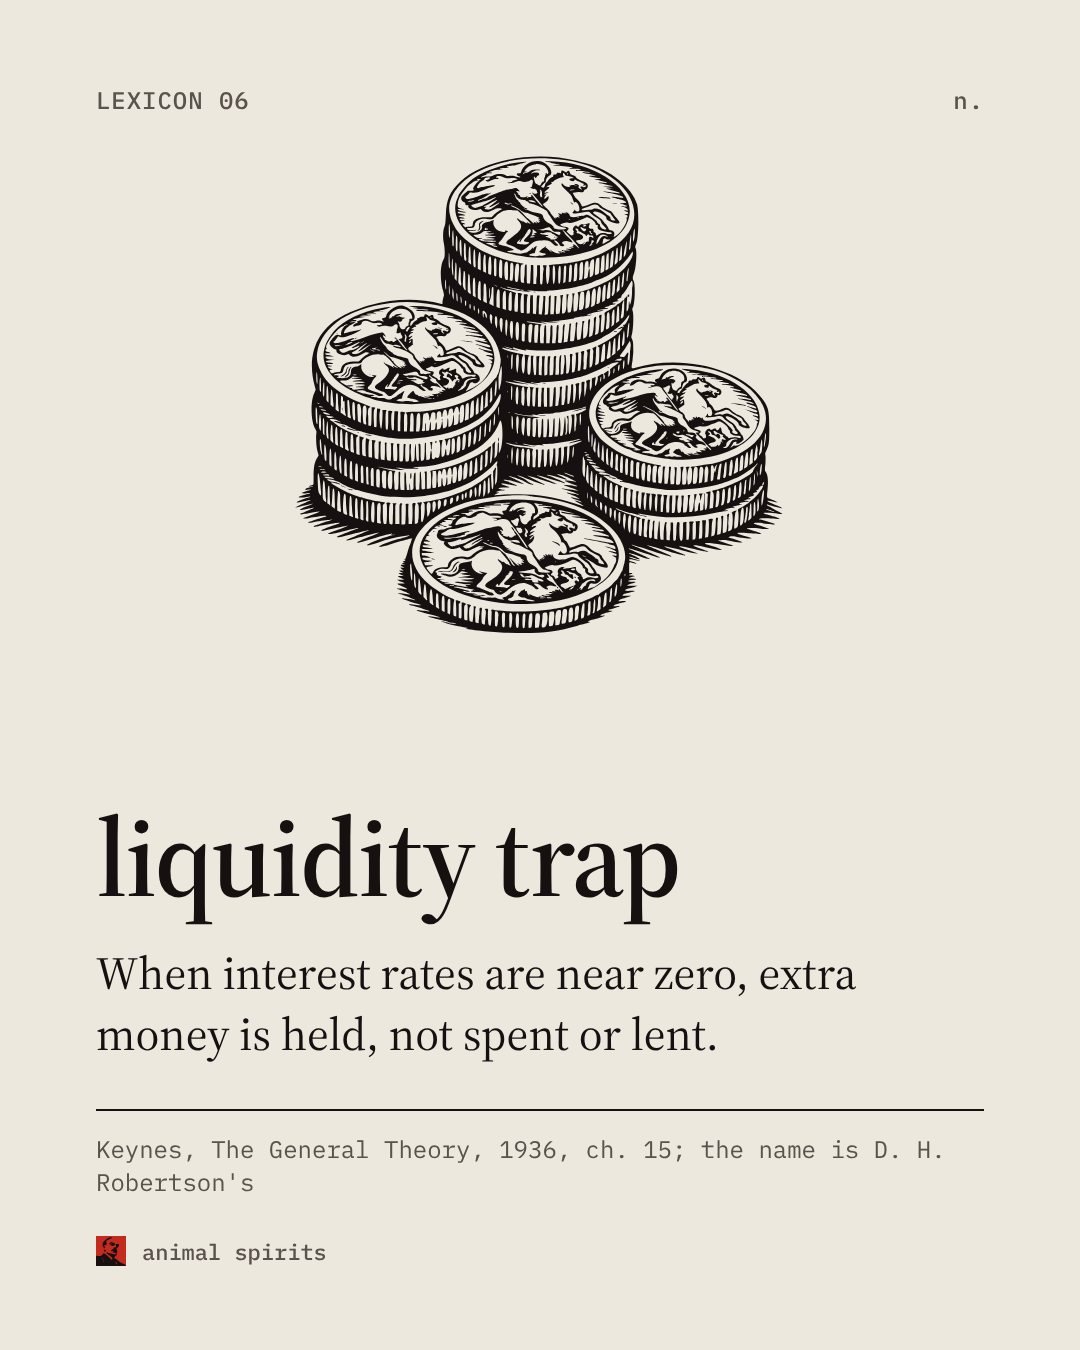 LEXICON 06
n.
liquidity trap
When interest rates are near zero, extra
money is held, not spent or lent.
Keynes, The General Theory, 1936, ch. 15; the name is D. H.
Robertson's
animal spirits